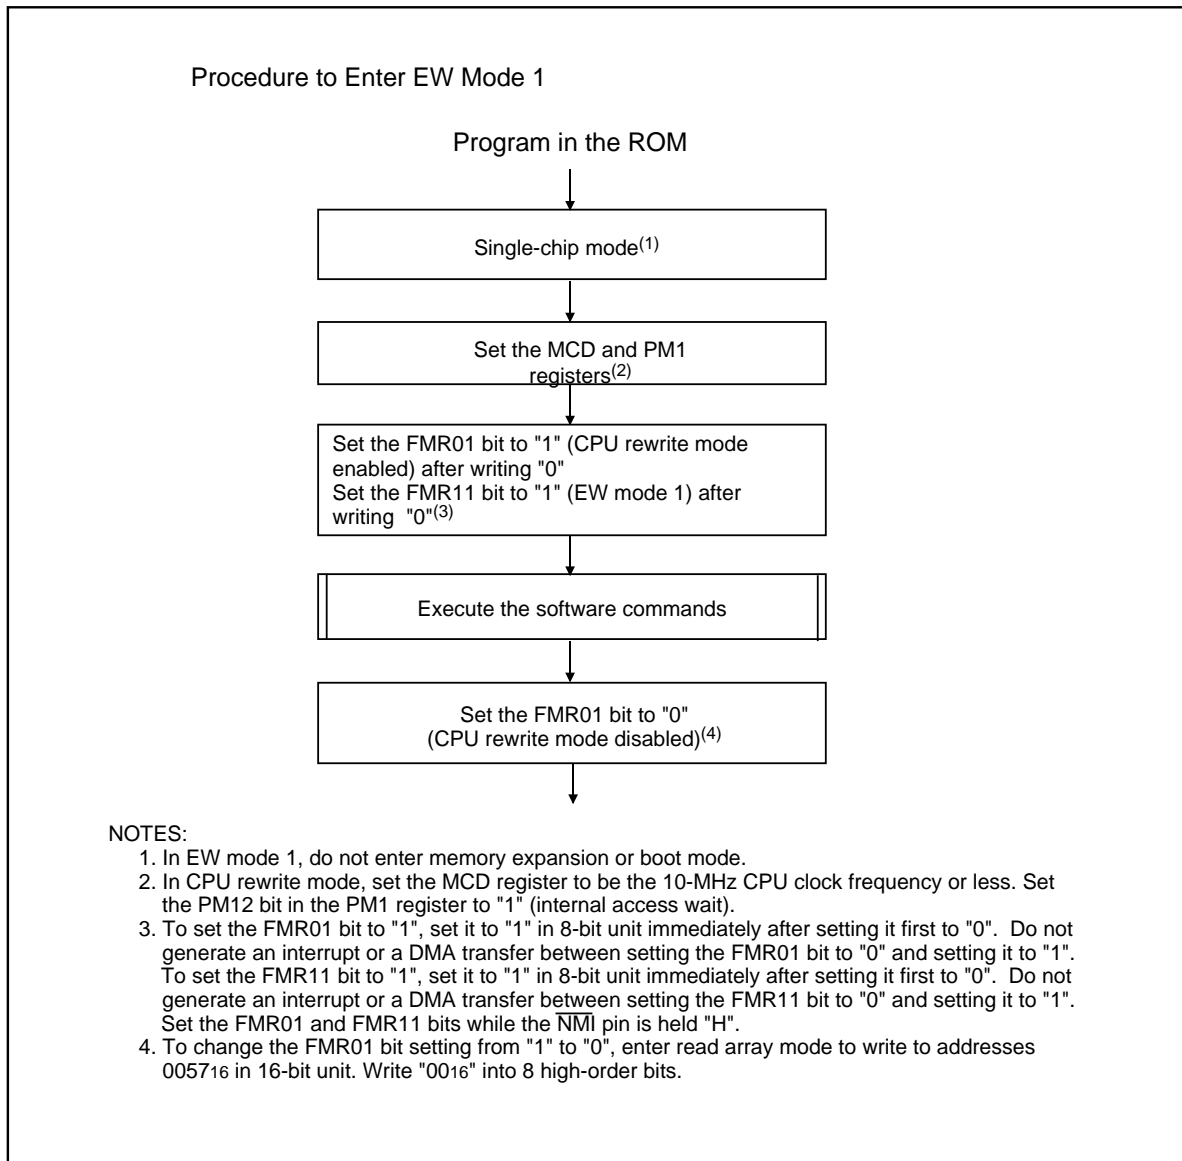 Procedure to Enter EW Mode 1
Program in the ROM
Single-chip mode(1)
Set the MCD and PM1
registers(2)
Set the FMR01 bit to "1" (CPU rewrite mode
enabled) after writing "0"
Set the FMR11 bit to "1" (EW mode 1) after
writing "0"(3)
Execute the software commands
Set the FMR01 bit to "0"
(CPU rewrite mode disabled)(4)
NOTES:
1. In EW mode 1, do not enter memory expansion or boot mode.
2. In CPU rewrite mode, set the MCD register to be the 10-MHz CPU clock frequency or less. Set
the PM12 bit in the PM1 register to "1" (internal access wait).
3. To set the FMR01 bit to "1", set it to "1" in 8-bit unit immediately after setting it first to "0". Do not
generate an interrupt or a DMA transfer between setting the FMR01 bit to "0" and setting it to "1".
To set the FMR11 bit to "1", set it to "1" in 8-bit unit immediately after setting it first to "0". Do not
generate an interrupt or a DMA transfer between setting the FMR11 bit to "0" and setting it to "1".
Set the FMR01 and FMR11 bits while the NMI pin is held "H".
4. To change the FMR01 bit setting from "1" to "0", enter read array mode to write to addresses
005716 in 16-bit unit. Write "0016" into 8 high-order bits.